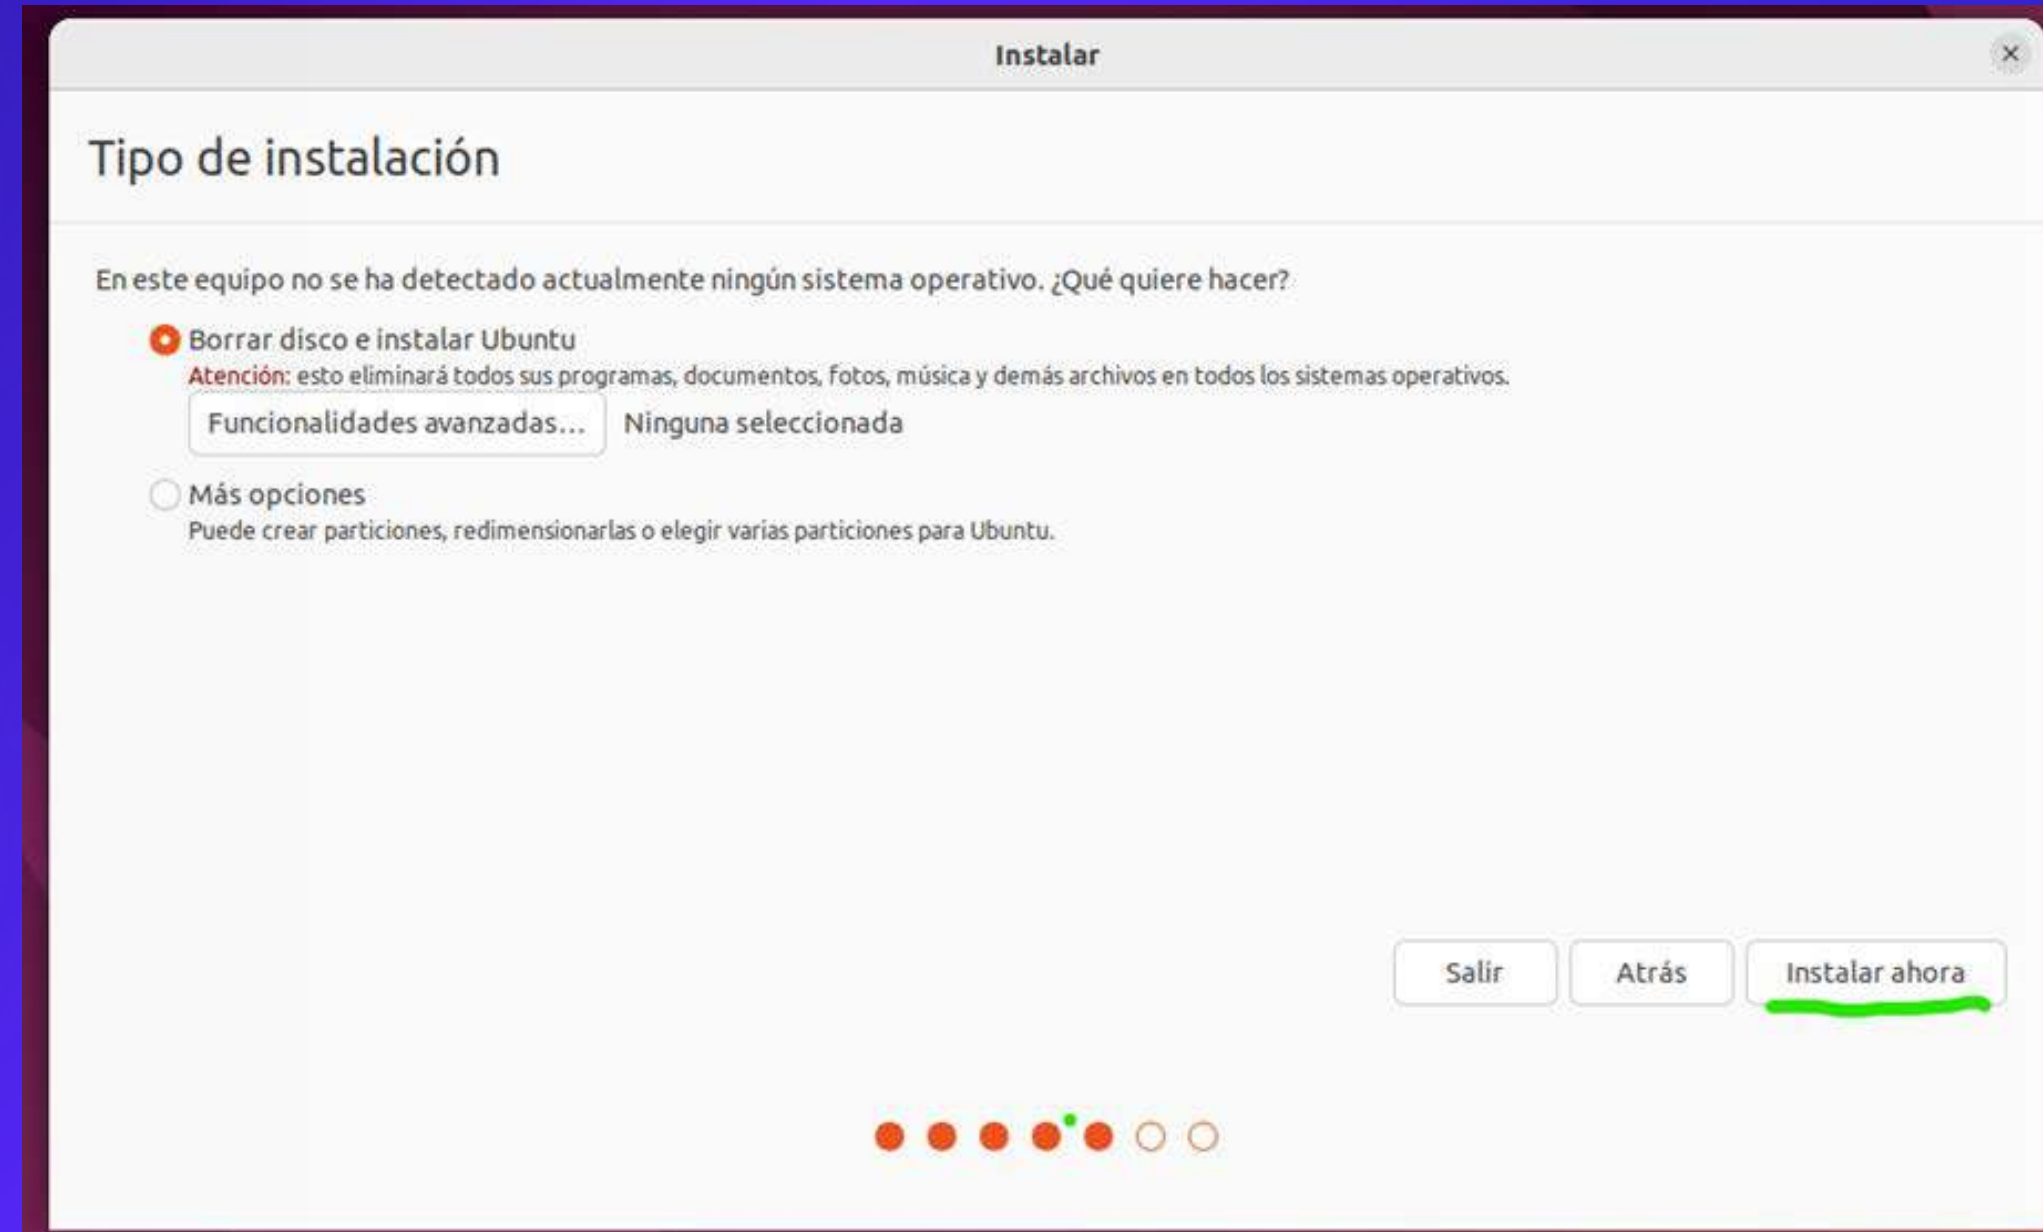 Instalar
Tipo de instalación
En este equipo no se ha detectado actualmente ningún sistema operativo. ¿Qué quiere hacer?
Borrar disco e instalar Ubuntu
Atención: esto eliminará todos sus programas, documentos, fotos, música y demás archivos en todos los sistemas operativos.
Funcionalidades avanzadas... Ninguna seleccionada
Más opciones
Puede crear particiones, redimensionarlas o elegir varias particiones para Ubuntu.
Salir Atrás Instalar ahora